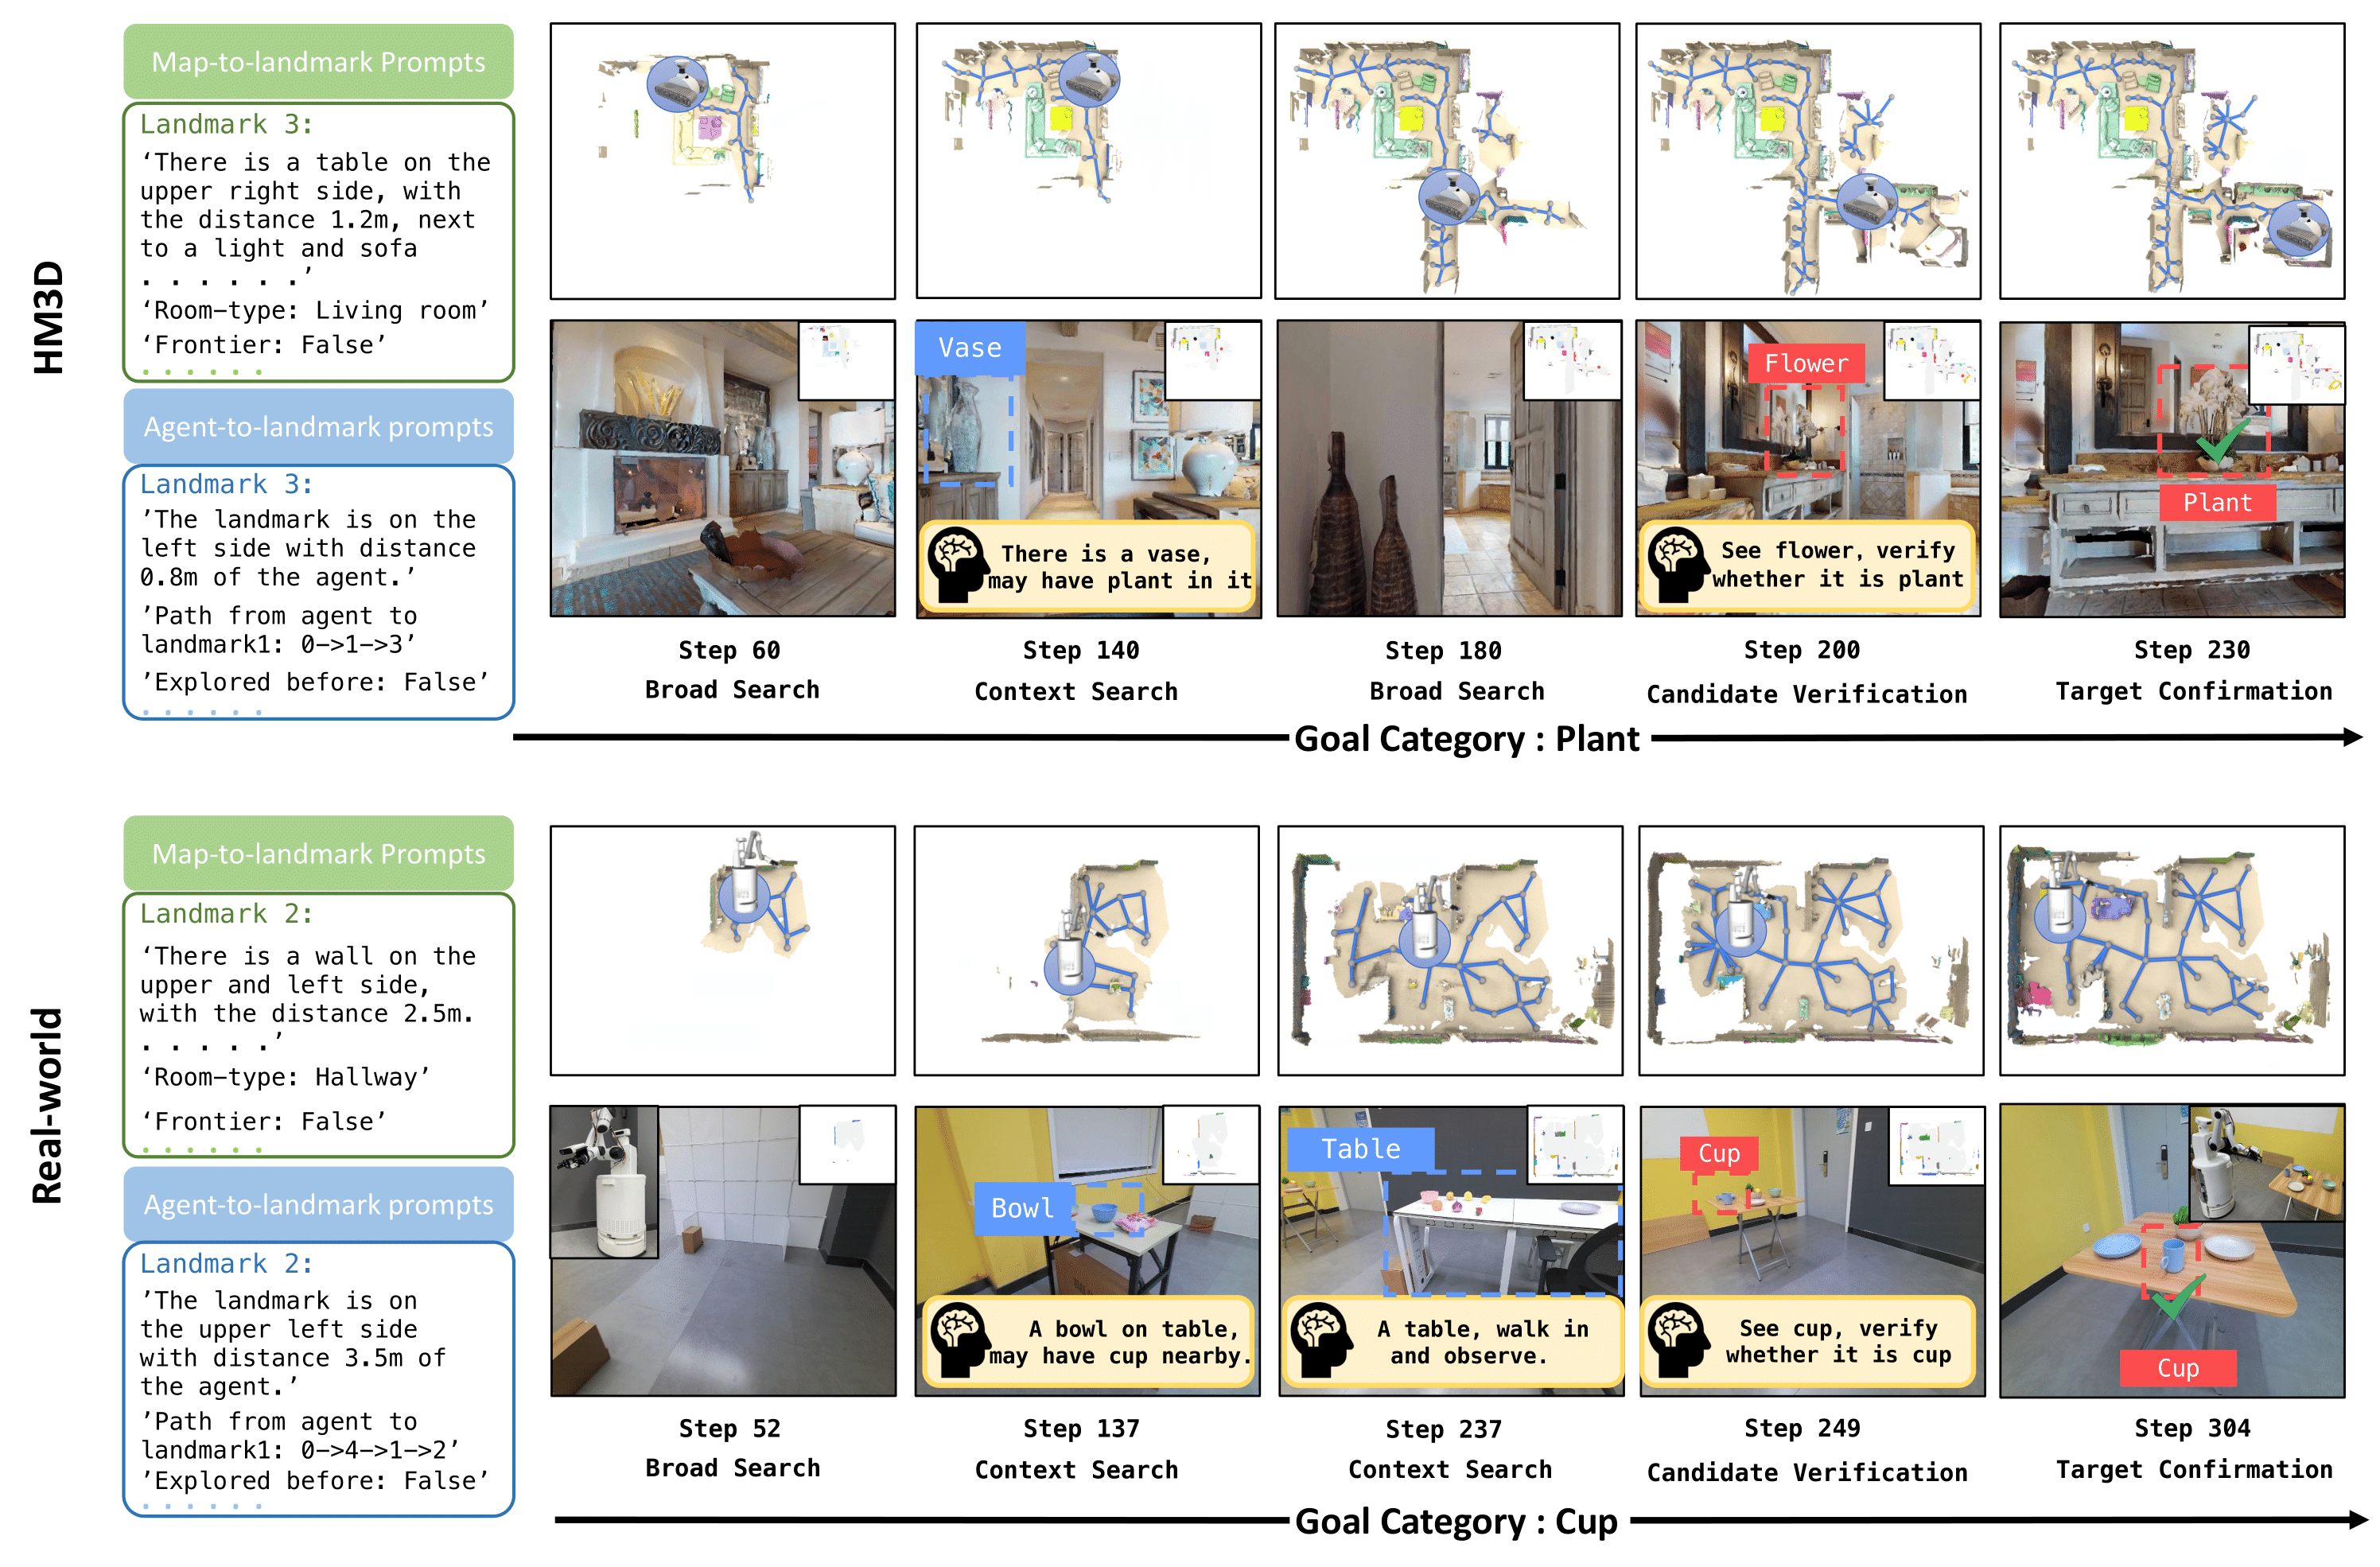 HM3D
Map-to-landmark Prompts
Landmark 3:
‘There is a table on the
upper right side, with
the distance 1.2m, next
to a light and sofa
. . . . . .’
‘Room-type: Living room’
‘Frontier: False’
. . . . . .
Agent-to-landmark prompts
Landmark 3:
’The landmark is on the
left side with distance
0.8m of the agent.’
’Path from agent to
landmark1: 0->1->3’
’Explored before: False’
. . . . . .
Vase
There is a vase,
may have plant in it
Flower
See flower, verify
whether it is plant
Plant
Step 60
Broad Search
Step 140
Context Search
Step 180
Broad Search
Step 200
Candidate Verification
Step 230
Target Confirmation
Goal Category : Plant
Real-world
Map-to-landmark Prompts
Landmark 2:
‘There is a wall on the
upper and left side,
with the distance 2.5m.
. . . . .’
‘Room-type: Hallway’
‘Frontier: False’
. . . . . .
Agent-to-landmark prompts
Landmark 2:
’The landmark is on
the upper left side
with distance 3.5m of
the agent.’
’Path from agent to
landmark1: 0->4->1->2’
’Explored before: False’
. . . . . .
Bowl
A bowl on table,
may have cup nearby.
Table
A table, walk in
and observe.
Cup
See cup, verify
whether it is cup
Cup
Step 52
Broad Search
Step 137
Context Search
Step 237
Context Search
Step 249
Candidate Verification
Step 304
Target Confirmation
Goal Category : Cup